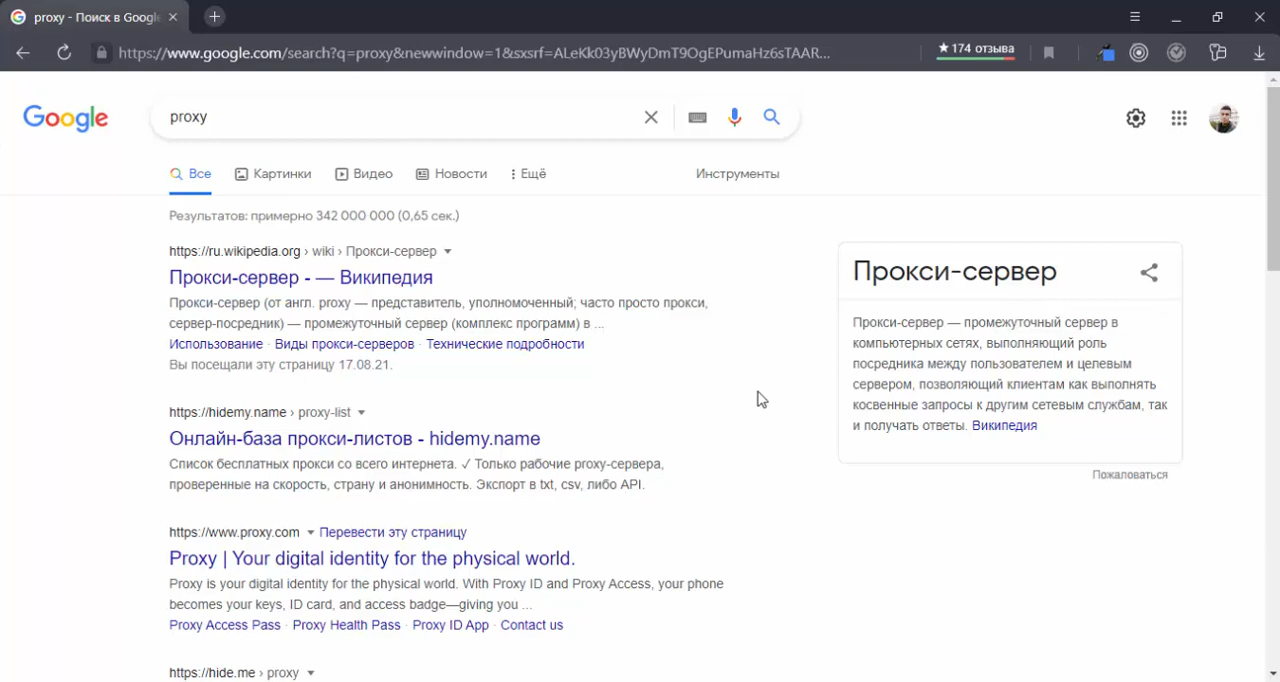 proxy - Поиск в Google
https://www.google.com/search?q=proxy&newwindow=1&sxsrf=ALeKk03yBWyDmT9OgEPumaHz6sTAAR...
★ 174 отзыва
Google
proxy
Все
Картинки
Видео
Новости
Ещё
Инструменты
Результатов: примерно 342 000 000 (0,65 сек.)
https://ru.wikipedia.org › wiki › Прокси-сервер
Прокси-сервер - — Википедия
Прокси-сервер (от англ. proxy — представитель, уполномоченный; часто просто прокси,
сервер-посредник) — промежуточный сервер (комплекс программ) в ...
Использование · Виды прокси-серверов · Технические подробности
Вы посещали эту страницу 17.08.21.
https://hidemy.name › proxy-list
Онлайн-база прокси-листов - hidemy.name
Список бесплатных прокси со всего интернета. ✓ Только рабочие proxy-сервера,
проверенные на скорость, страну и анонимность. Экспорт в txt, csv, либо API.
https://www.proxy.com Перевести эту страницу
Proxy | Your digital identity for the physical world.
Proxy is your digital identity for the physical world. With Proxy ID and Proxy Access, your phone
becomes your keys, ID card, and access badge—giving you ...
Proxy Access Pass · Proxy Health Pass · Proxy ID App · Contact us
https://hide.me › proxy
Прокси-сервер
Прокси-сервер — промежуточный сервер в
компьютерных сетях, выполняющий роль
посредника между пользователем и целевым
сервером, позволяющий клиентам как выполнять
косвенные запросы к другим сетевым службам, так
и получать ответы. Википедия
Пожаловаться